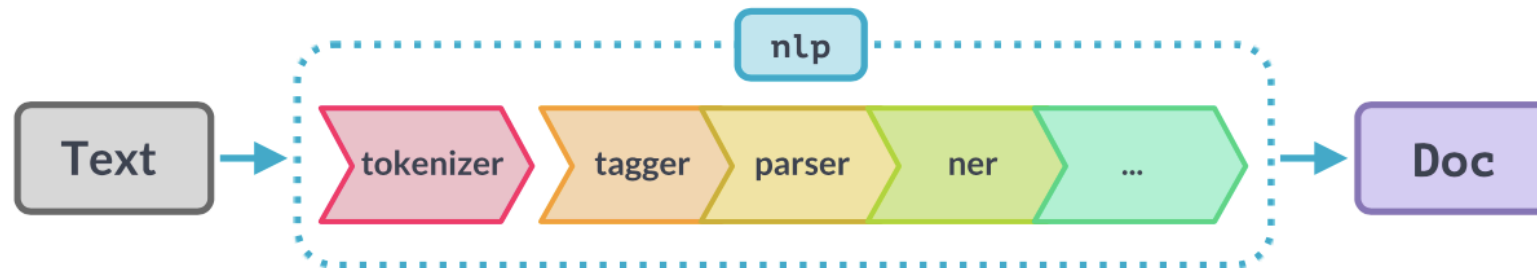 nlp
Text
tokenizer
tagger
parser
ner
...
Doc